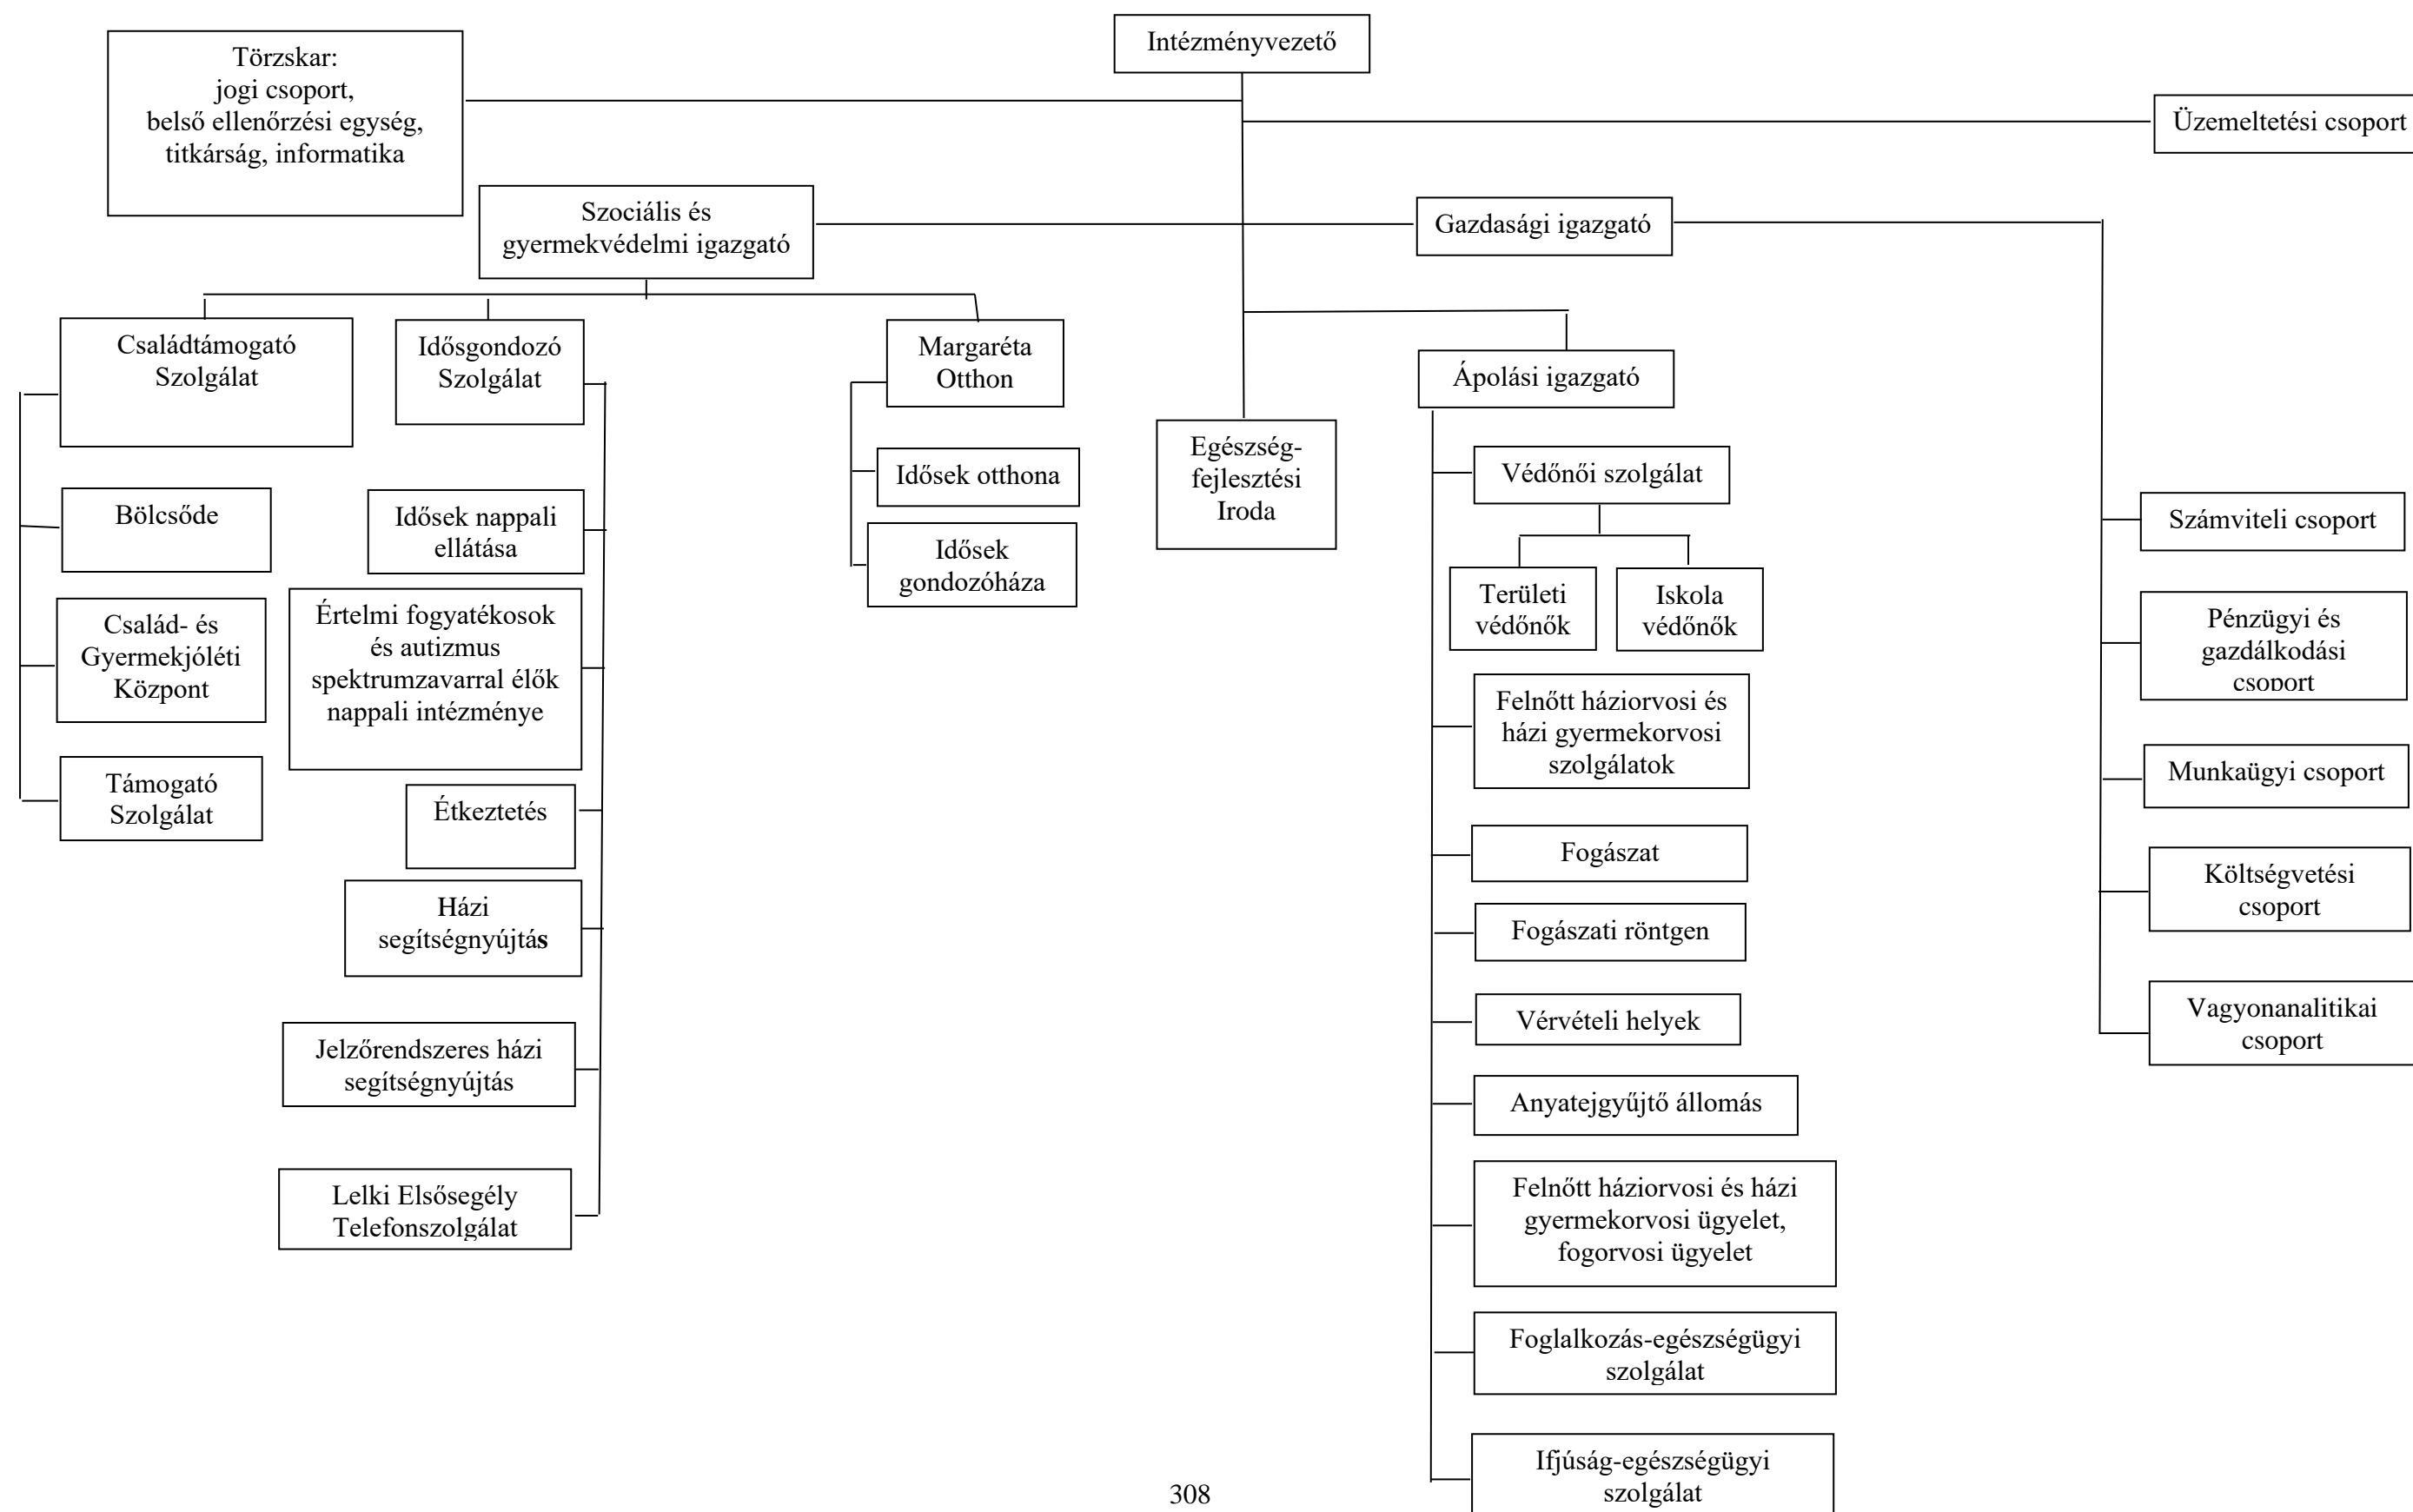 Intézményvezető
Törzskar:
jogi csoport,
belső ellenőrzési egység,
titkárság, informatika
Üzemeltetési csoport
Szociális és
gyermekvédelmi igazgató
Gazdasági igazgató
Családtámogató
Szolgálat
Idősgondozó
Szolgálat
Margaréta
Otthon
Ápolási igazgató
Bölcsőde
Család- és
Gyermekjóléti
Központ
Támogató
Szolgálat
Idősek nappali
ellátása
Értelmi fogyatékosok
és autizmus
spektrumzavarral élők
nappali intézménye
Étkeztetés
Házi
segítségnyújtás
Jelzőrendszeres házi
segítségnyújtás
Lelki Elsősegély
Telefonszolgálat
Idősek otthona
Idősek
gondozóháza
Egészség-
fejlesztési
Iroda
Védőnői szolgálat
Területi
védőnők
Iskola
védőnők
Felnőtt háziorvosi és
házi gyermekorvosi
szolgálatok
Fogászat
Fogászati röntgen
Vérvételi helyek
Anyatejgyűjtő állomás
Felnőtt háziorvosi és házi
gyermekorvosi ügyelet,
fogorvosi ügyelet
Foglalkozás-egészségügyi
szolgálat
Ifjúság-egészségügyi
szolgálat
Számviteli csoport
Pénzügyi és
gazdálkodási
csoport
Munkaügyi csoport
Költségvetési
csoport
Vagyonanalitikai
csoport
308